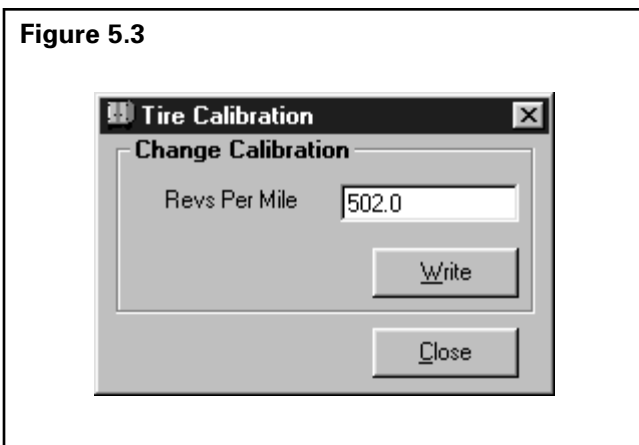 Figure 5.3
Tire Calibration
Change Calibration
Revs Per Mile 502.0
Write
Close